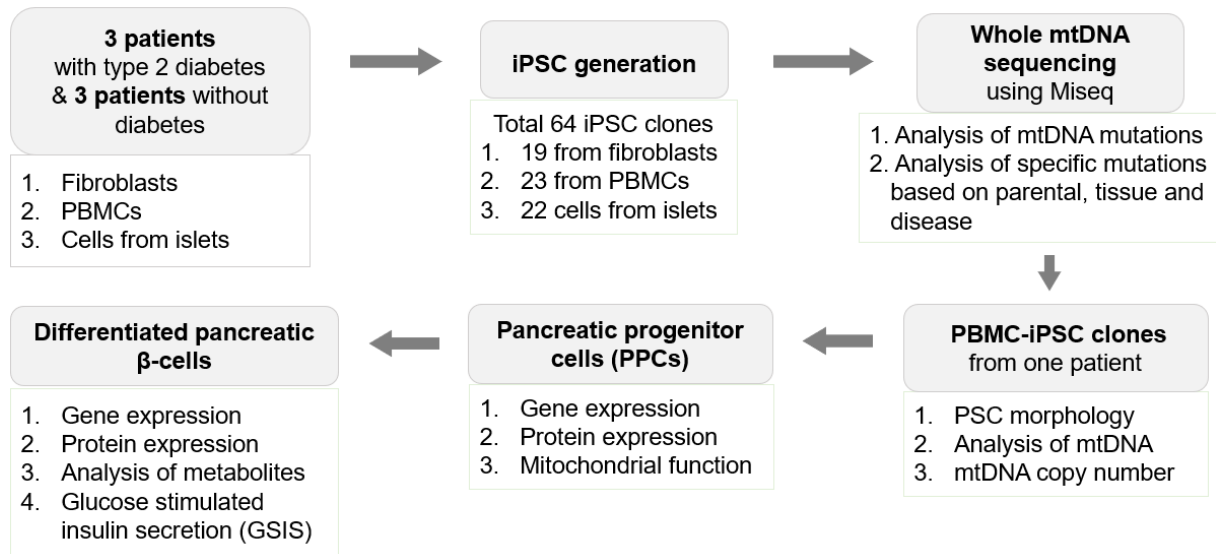 3 patients
with type 2 diabetes
& 3 patients without
diabetes
1. Fibroblasts
2. PBMCs
3. Cells from islets
iPSC generation
Total 64 iPSC clones
1. 19 from fibroblasts
2. 23 from PBMCs
3. 22 cells from islets
Whole mtDNA
sequencing
using Miseq
1. Analysis of mtDNA mutations
2. Analysis of specific mutations
based on parental, tissue and
disease
PBMC-iPSC clones
from one patient
1. PSC morphology
2. Analysis of mtDNA
3. mtDNA copy number
Pancreatic progenitor
cells (PPCs)
1. Gene expression
2. Protein expression
3. Mitochondrial function
Differentiated pancreatic
β-cells
1. Gene expression
2. Protein expression
3. Analysis of metabolites
4. Glucose stimulated
insulin secretion (GSIS)